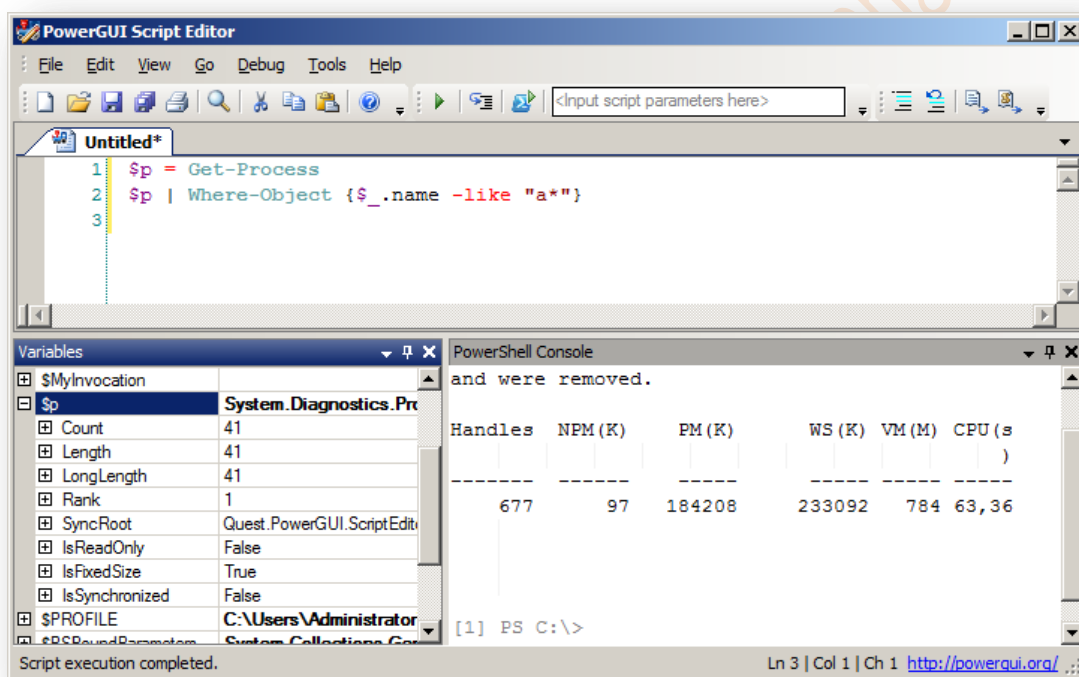 PowerGUI Script Editor
File Edit View Go Debug Tools Help
<Input script parameters here>
Untitled*
1 $p = Get-Process
2 $p | Where-Object {$_.name -like "a*"}
3
Variables
$MyInvocation
$p System.Diagnostics.Pro
Count 41
Length 41
LongLength 41
Rank 1
SyncRoot Quest.PowerGUI.ScriptEdit
IsReadOnly False
IsFixedSize True
IsSynchronized False
$PROFILE C:\Users\Administrator
$PSBoundParameters System.Collections.Gen
PowerShell Console
and were removed.
Handles NPM(K) PM(K) WS(K) VM(M) CPU(s
)
------- ------ ----- ----- ----- -----
677 97 184208 233092 784 63,36
[1] PS C:\>
Script execution completed.
Ln 3 | Col 1 | Ch 1 http://powergui.org/